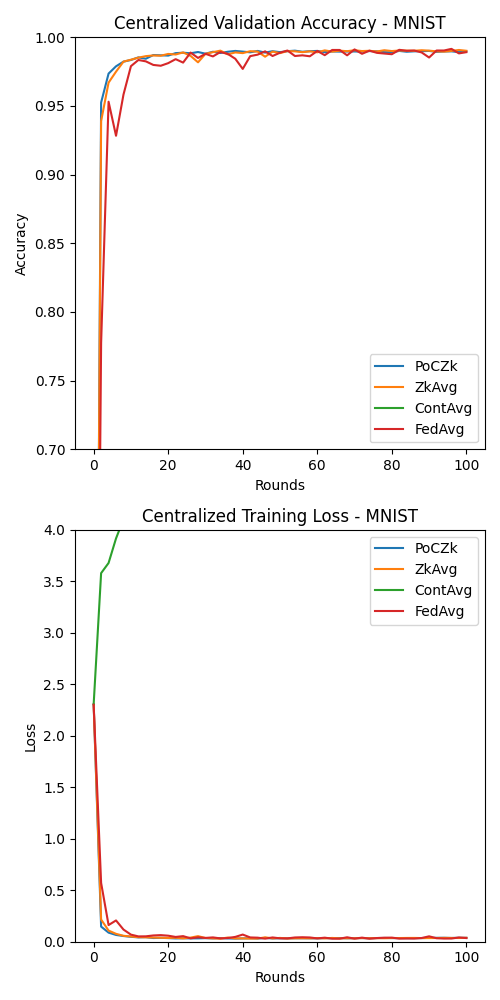 Centralized Validation Accuracy - MNIST
1.00
0.95
0.90
0.85
0.80
0.75
0.70
Accuracy
PoCZk
ZkAvg
ContAvg
FedAvg
0 20 40 60 80 100
Rounds
Centralized Training Loss - MNIST
4.0
3.5
3.0
2.5
2.0
1.5
1.0
0.5
0.0
Loss
PoCZk
ZkAvg
ContAvg
FedAvg
0 20 40 60 80 100
Rounds